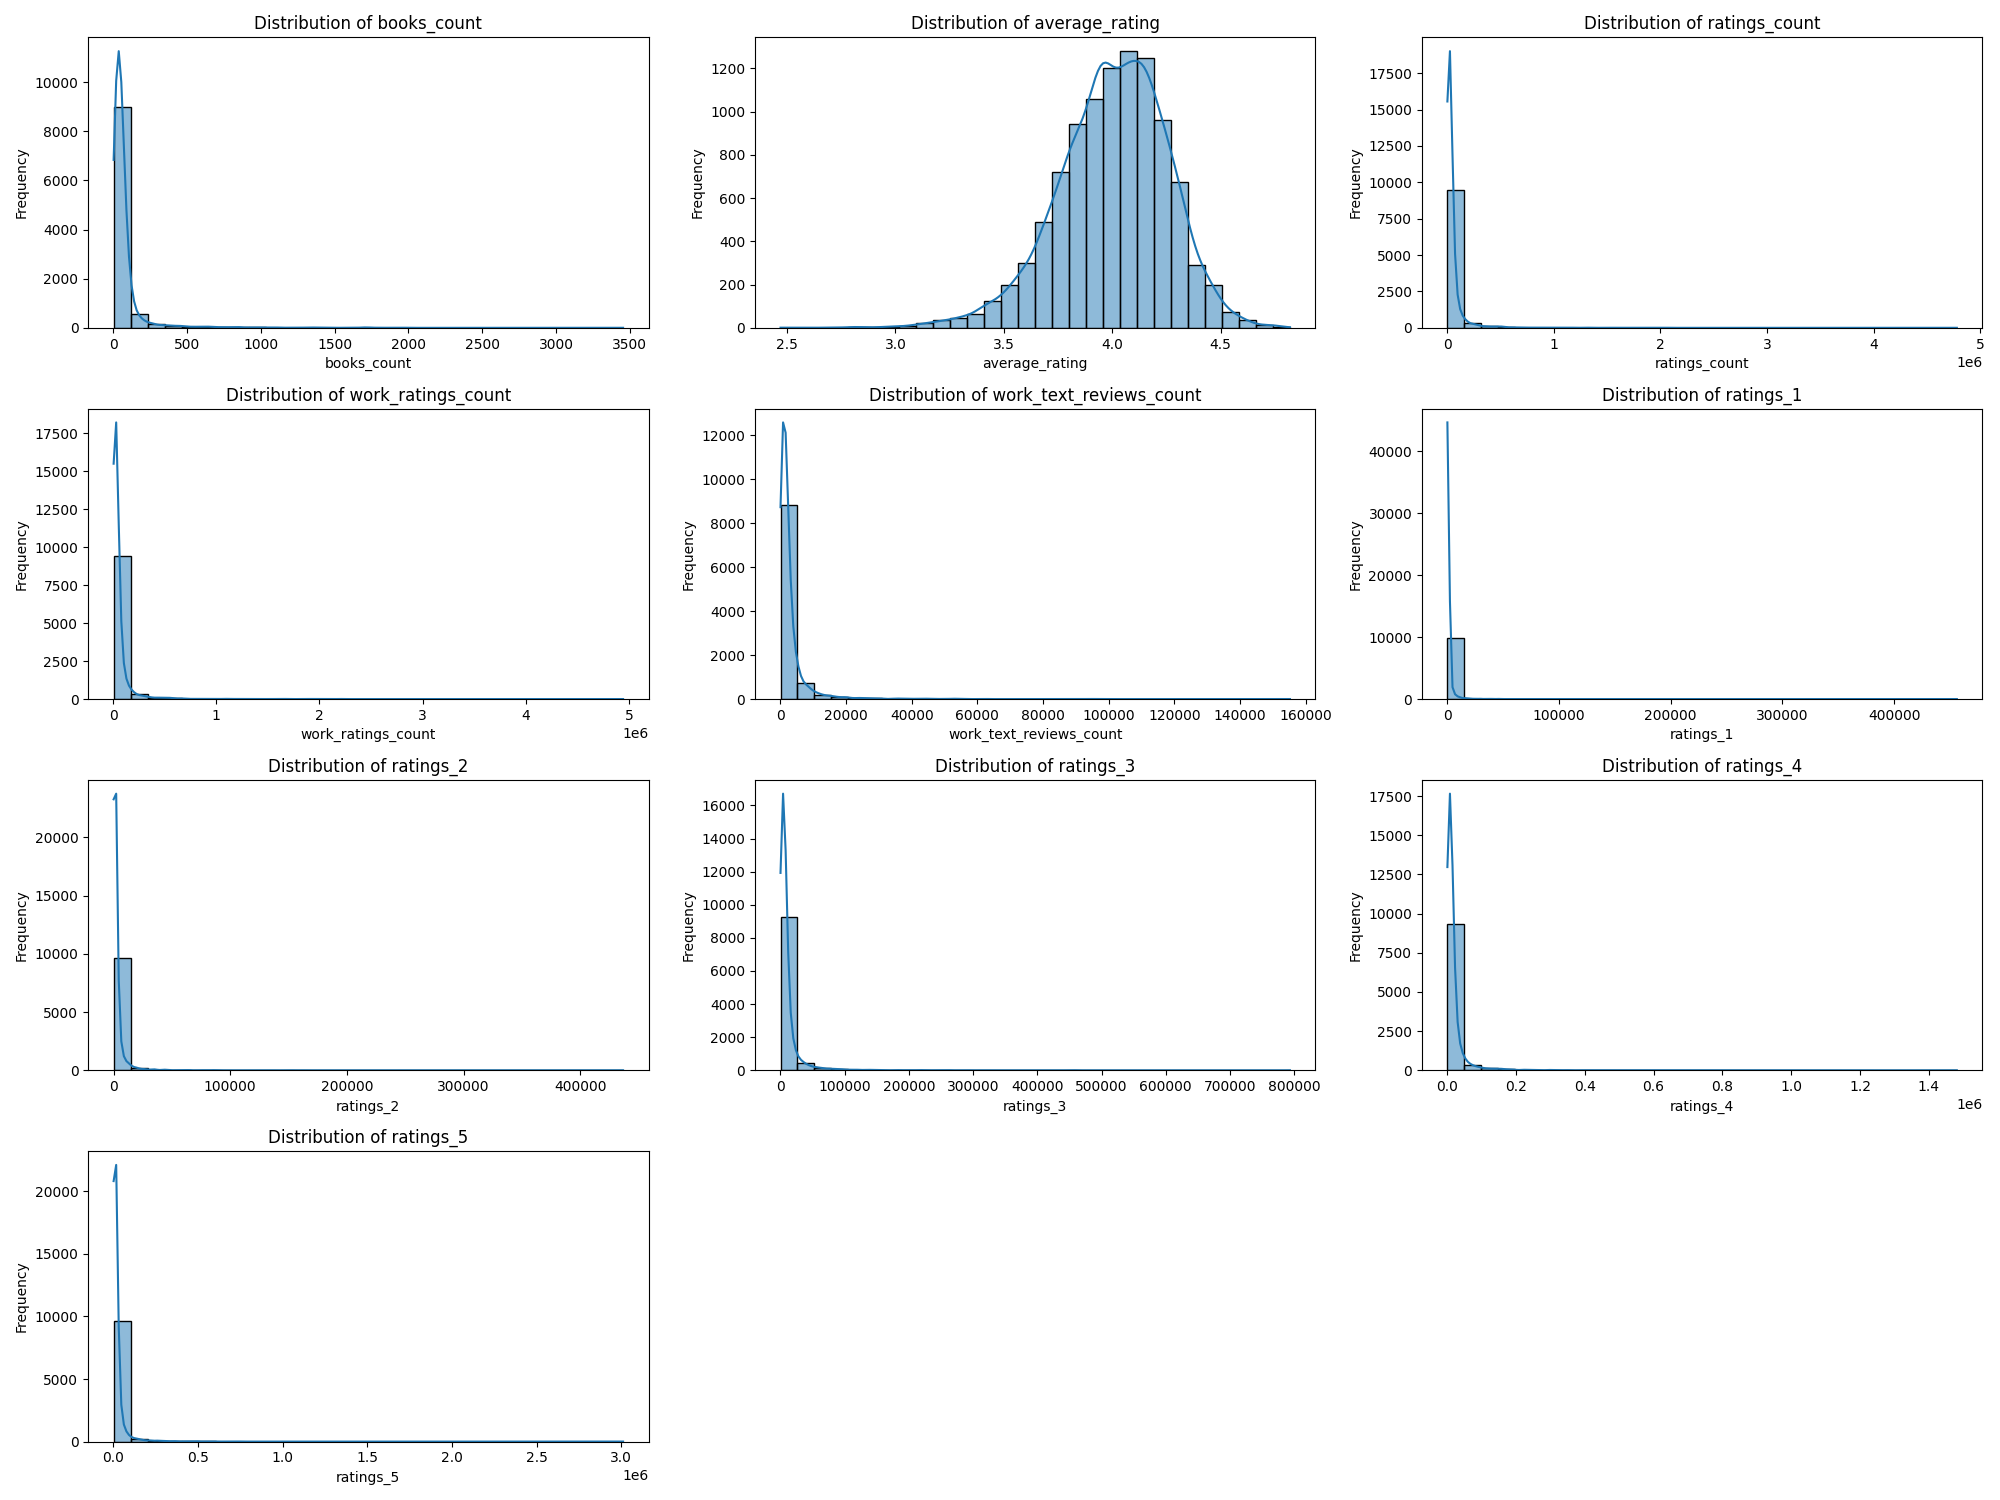 Distribution of books_count
Frequency
10000
8000
6000
4000
2000
0
0 500 1000 1500 2000 2500 3000 3500
books_count
Distribution of average_rating
Frequency
1200
1000
800
600
400
200
0
2.5 3.0 3.5 4.0 4.5
average_rating
Distribution of ratings_count
Frequency
17500
15000
12500
10000
7500
5000
2500
0
0 1 2 3 4 5
1e6
ratings_count
Distribution of work_ratings_count
Frequency
17500
15000
12500
10000
7500
5000
2500
0
0 1 2 3 4 5
1e6
work_ratings_count
Distribution of work_text_reviews_count
Frequency
12000
10000
8000
6000
4000
2000
0
0 20000 40000 60000 80000 100000 120000 140000 160000
work_text_reviews_count
Distribution of ratings_1
Frequency
40000
30000
20000
10000
0
0 100000 200000 300000 400000
ratings_1
Distribution of ratings_2
Frequency
20000
15000
10000
5000
0
0 100000 200000 300000 400000
ratings_2
Distribution of ratings_3
Frequency
16000
14000
12000
10000
8000
6000
4000
2000
0
0 100000 200000 300000 400000 500000 600000 700000 800000
ratings_3
Distribution of ratings_4
Frequency
17500
15000
12500
10000
7500
5000
2500
0
0.0 0.2 0.4 0.6 0.8 1.0 1.2 1.4
1e6
ratings_4
Distribution of ratings_5
Frequency
20000
15000
10000
5000
0
0.0 0.5 1.0 1.5 2.0 2.5 3.0
1e6
ratings_5